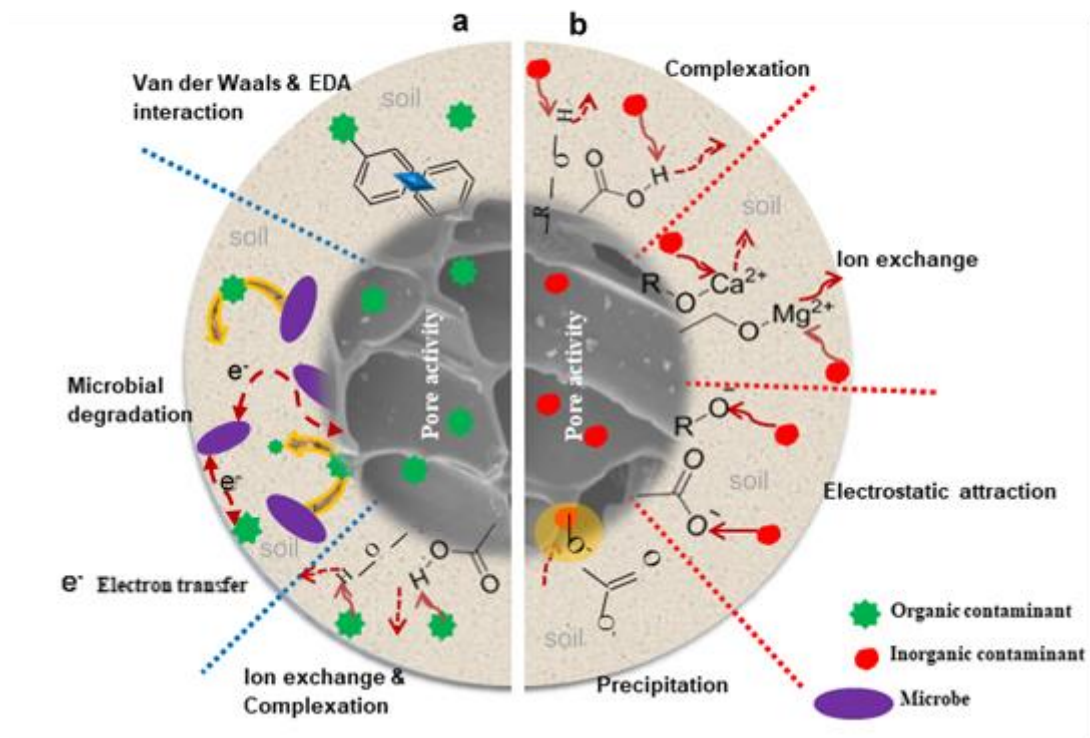 a
b
Van der Waals & EDA
interaction
Complexation
soil
soil
soil
H
O
R
O
O
H
R
O
Ca²⁺
Ion exchange
O
Mg²⁺
Pore activity
Pore activity
Microbial
degradation
e⁻
e⁻
R
O⁻
O
O⁻
soil
Electrostatic attraction
soil
e⁻ Electron transfer
H
O
H
O
O
O
O
O
soil
Ion exchange &
Complexation
Precipitation
Organic contaminant
Inorganic contaminant
Microbe